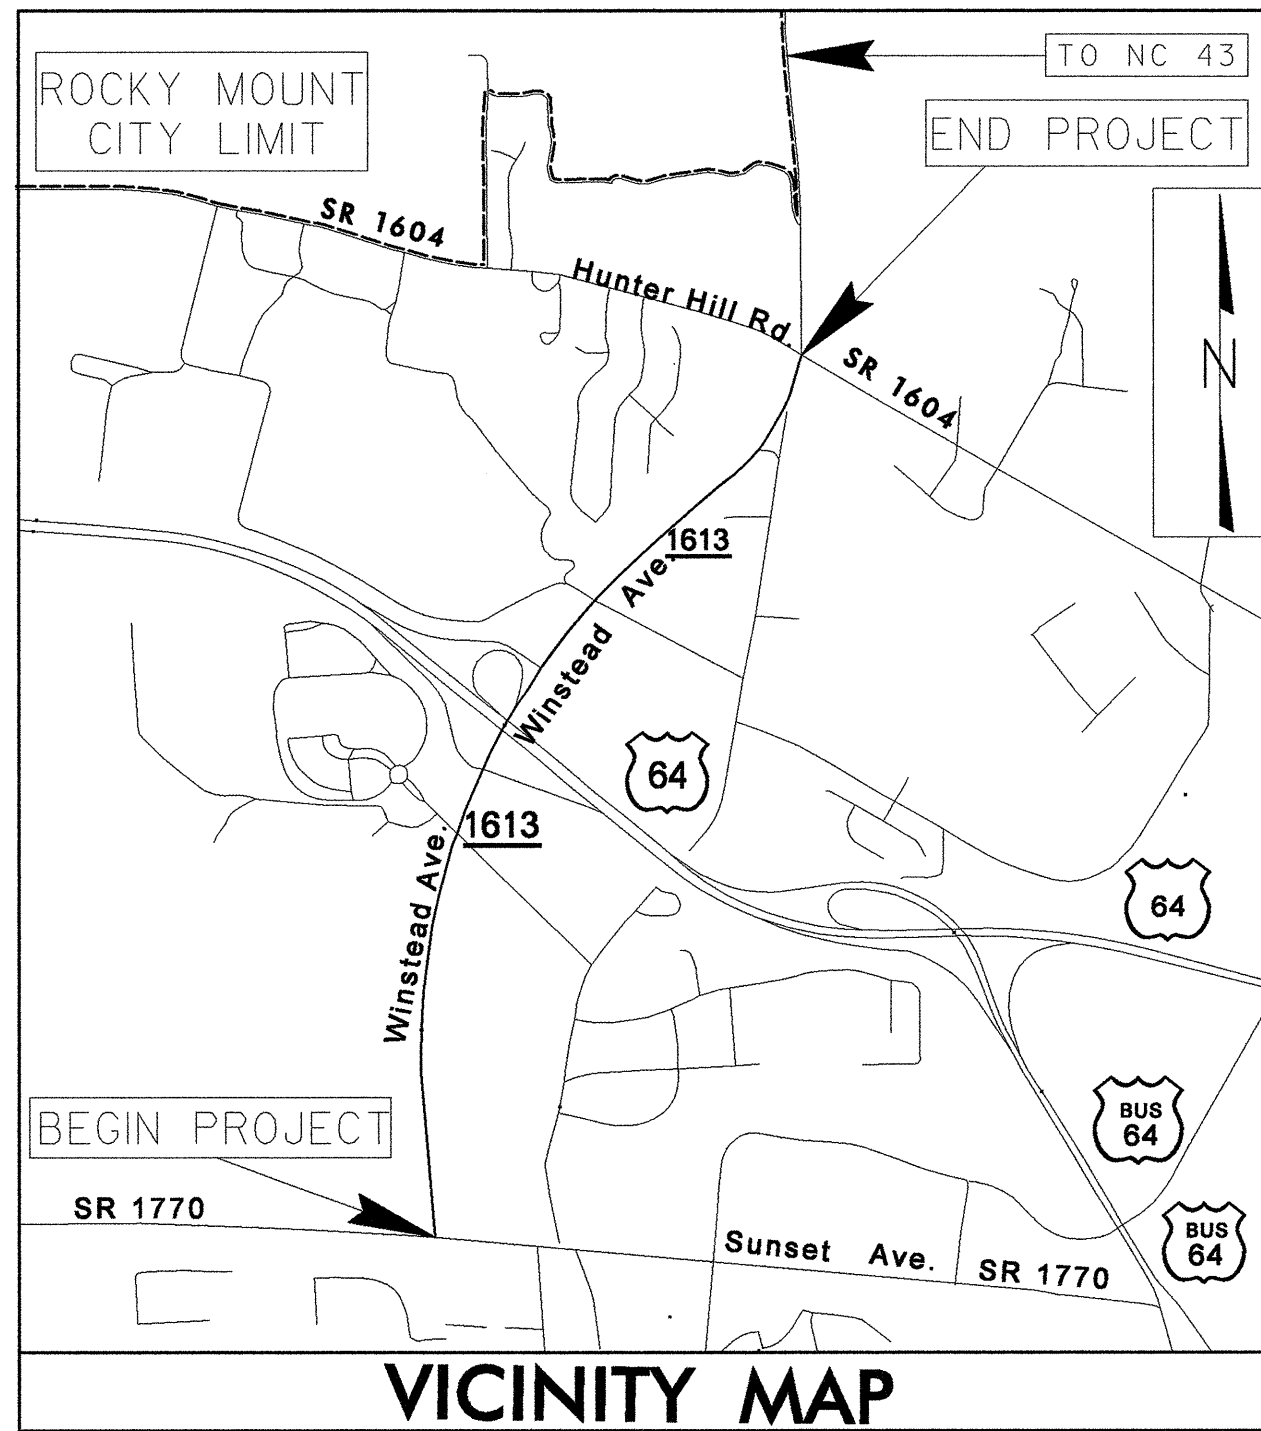 ROCKY MOUNT
CITY LIMIT
TO NC 43
END PROJECT
SR 1604
Hunter Hill Rd.
SR 1604
N
1613
Winstead Ave.
64
1613
Winstead Ave.
64
BEGIN PROJECT
BUS
64
SR 1770
BUS
64
Sunset Ave.
SR 1770
VICINITY MAP